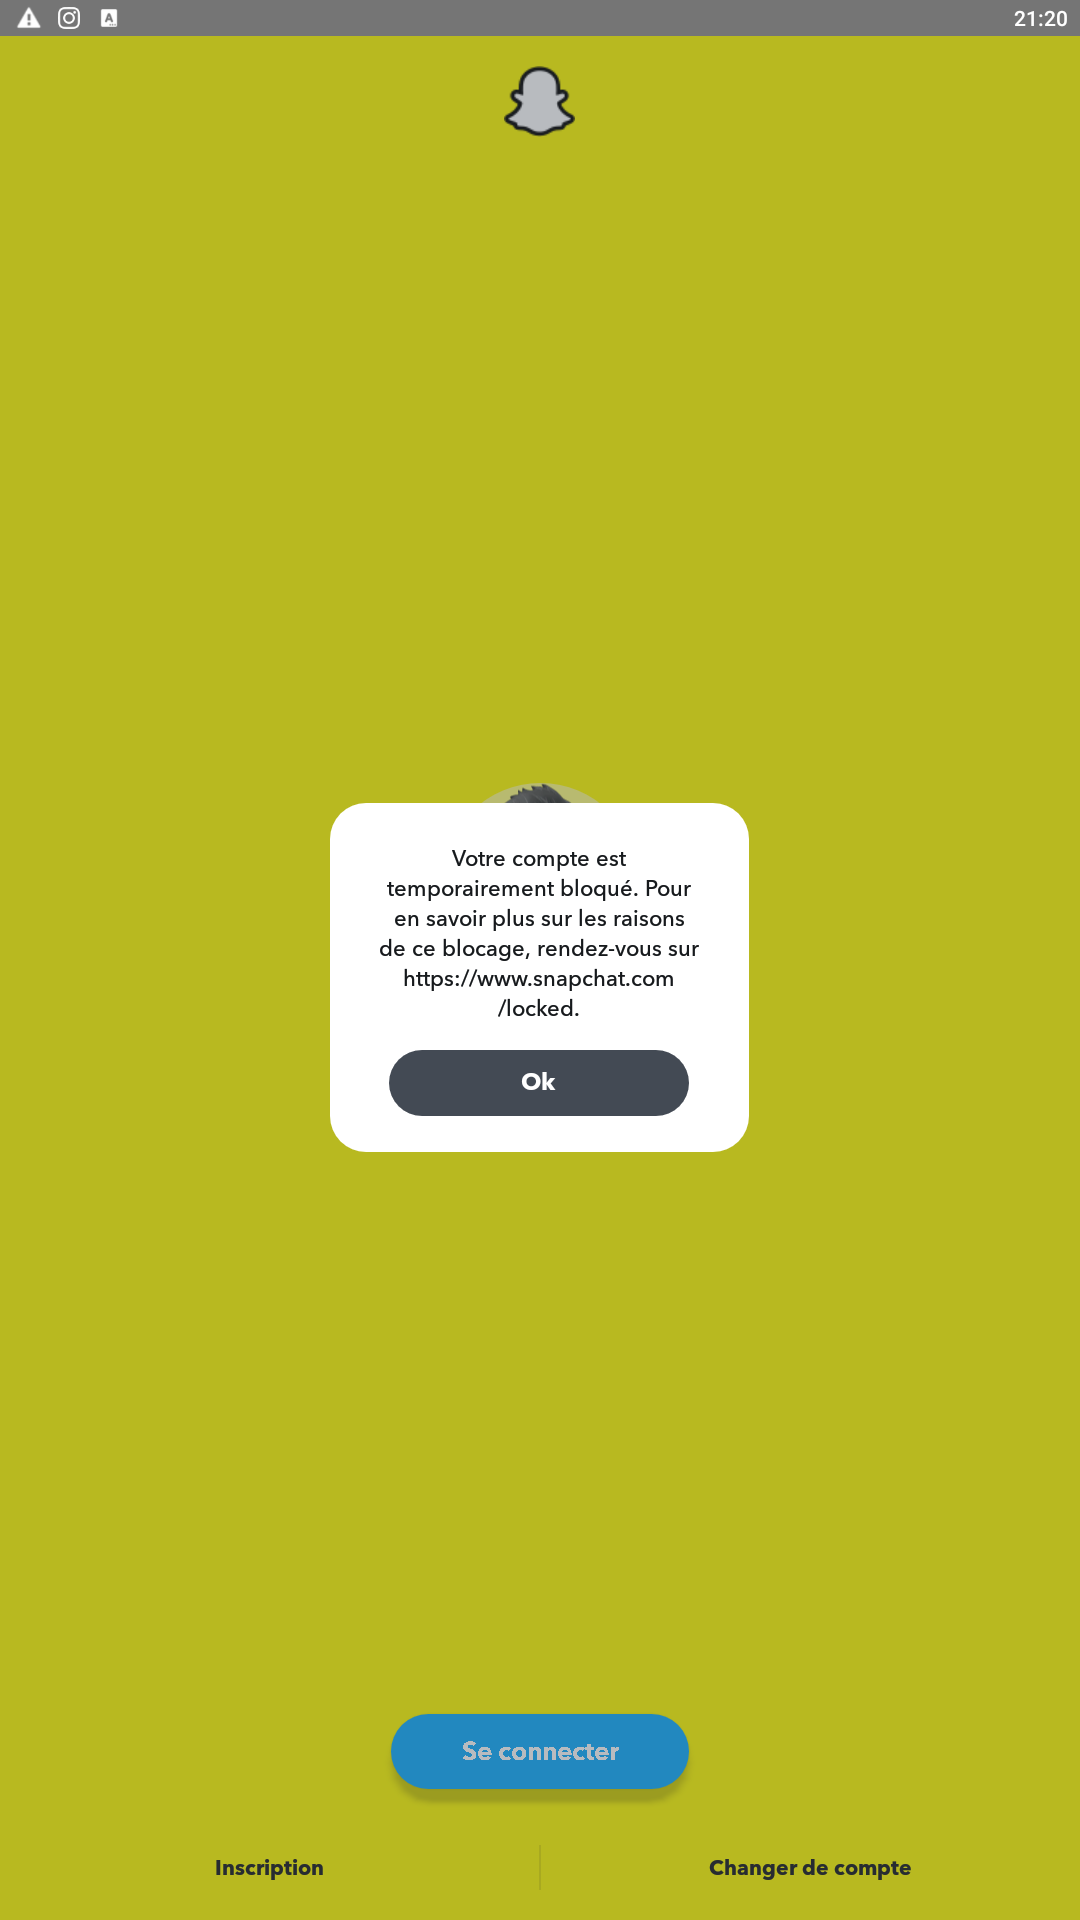 21:20
Votre compte est
temporairement bloqué. Pour
en savoir plus sur les raisons
de ce blocage, rendez-vous sur
https://www.snapchat.com
/locked.
Ok
Se connecter
Inscription
Changer de compte